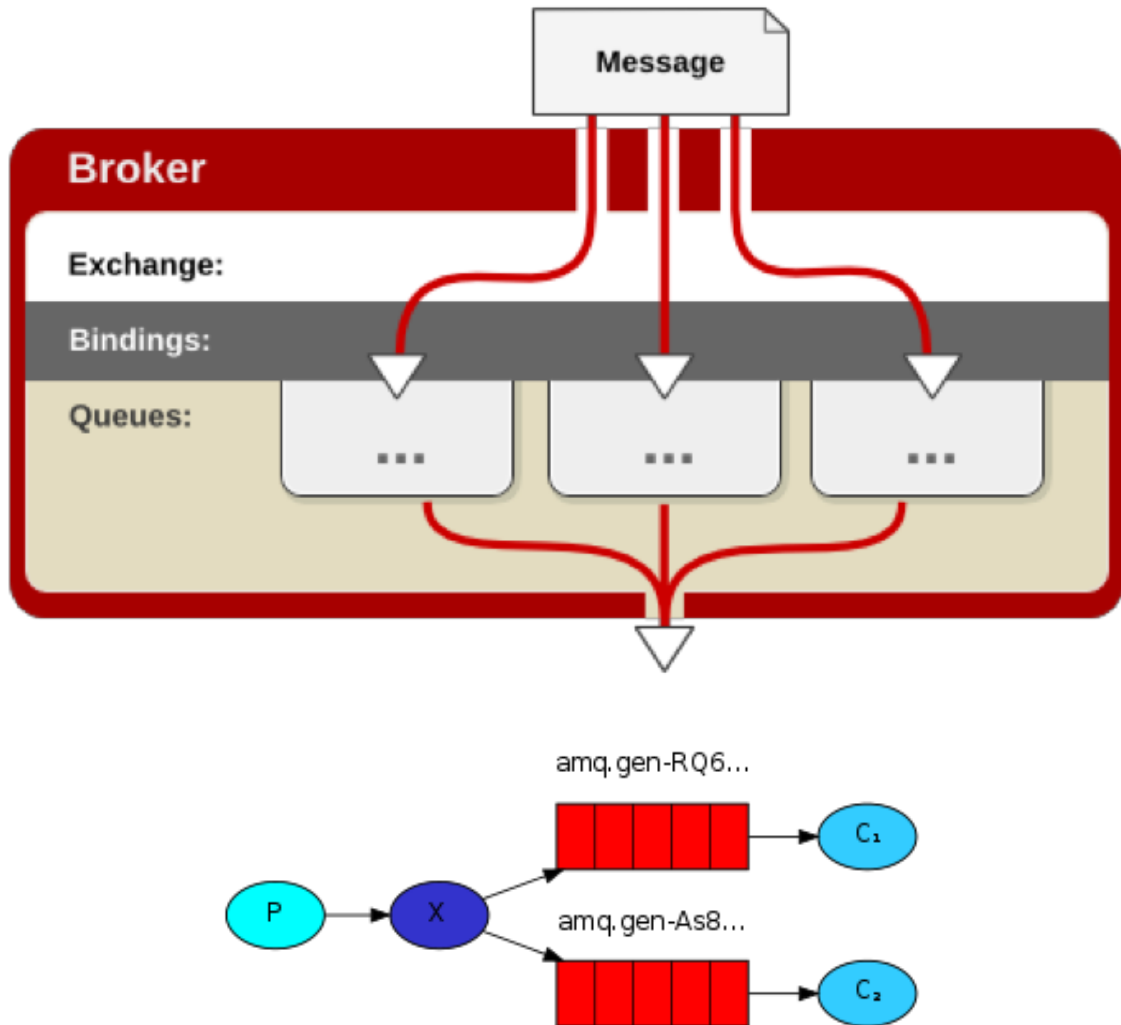 Message
Broker
Exchange:
Bindings:
Queues:
... ... ...
amq.gen-RQ6...
C₁
P
X
amq.gen-As8...
C₂